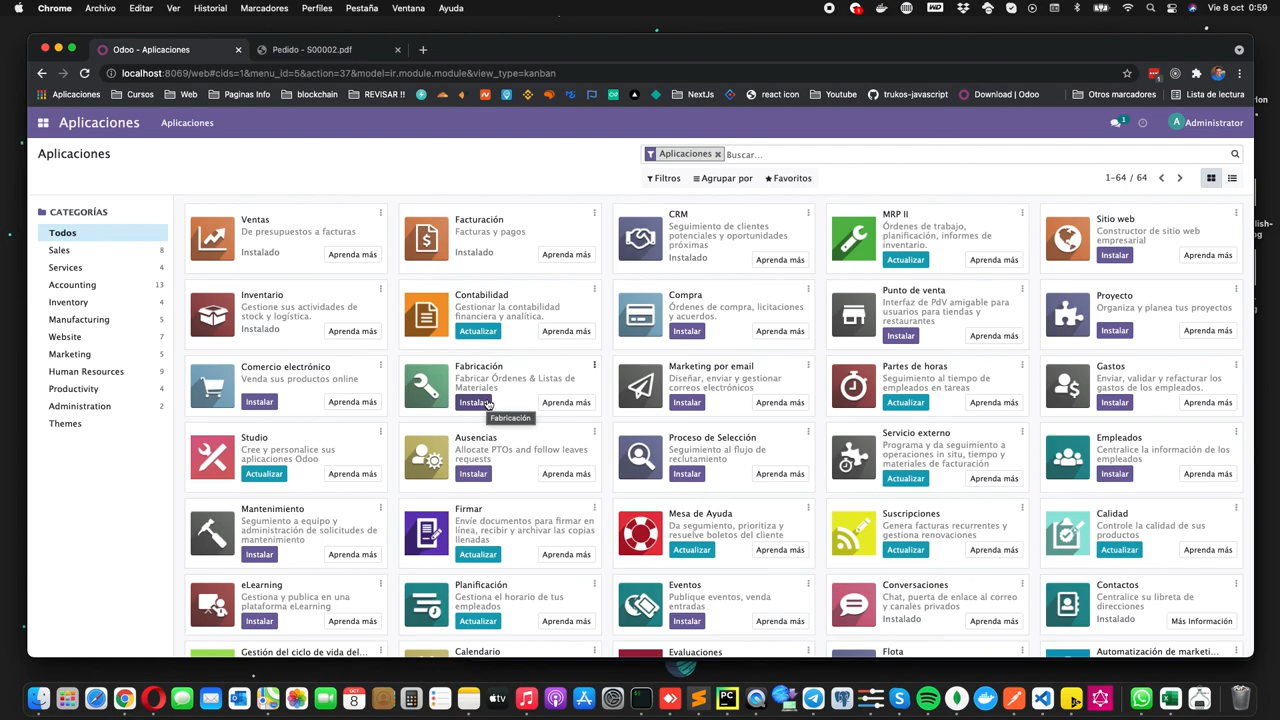 Chrome Archivo Editar Ver Historial Marcadores Perfiles Pestaña Ventana Ayuda Vie 8 oct 0:59
Odoo - Aplicaciones Pedido - S00002.pdf
localhost:8069/web#cids=1&menu_id=5&action=37&model=ir.module.module&view_type=kanban
Aplicaciones Cursos Web Paginas Info blockchain REVISAR !! NextJs react icon Youtube trukos-javascript Download | Odoo Otros marcadores Lista de lectura
Aplicaciones Aplicaciones 1 A Administrator
Aplicaciones
Aplicaciones Buscar...
Filtros Agrupar por Favoritos 1-64 / 64
CATEGORÍAS
Todos
Sales 8
Services 4
Accounting 13
Inventory 4
Manufacturing 5
Website 7
Marketing 5
Human Resources 9
Productivity 4
Administration 2
Themes
Ventas
De presupuestos a facturas
Instalado Aprenda más
Facturación
Facturas y pagos
Instalado Aprenda más
CRM
Seguimiento de clientes
potenciales y oportunidades
próximas
Instalado Aprenda más
MRP II
Órdenes de trabajo,
planificación, informes de
inventario.
Actualizar Aprenda más
Sitio web
Constructor de sitio web
empresarial
Instalar Aprenda más
Inventario
Gestione sus actividades de
stock y logística.
Instalado Aprenda más
Contabilidad
Gestionar la contabilidad
financiera y analítica.
Actualizar Aprenda más
Compra
Órdenes de compra, licitaciones
y acuerdos.
Instalar Aprenda más
Punto de venta
Interfaz de PdV amigable para
usuarios para tiendas y
restaurantes
Instalar Aprenda más
Proyecto
Organiza y planea tus proyectos
Instalar Aprenda más
Comercio electrónico
Venda sus productos online
Instalar Aprenda más
Fabricación
Fabricar Órdenes & Listas de
Materiales
Instalar Aprenda más
Fabricación
Marketing por email
Diseñar, enviar y gestionar
correos electrónicos
Instalar Aprenda más
Partes de horas
Seguimiento al tiempo de
empleados en tareas
Actualizar Aprenda más
Gastos
Enviar, validar y refacturar los
gastos de los empleados.
Instalar Aprenda más
Studio
Cree y personalice sus
aplicaciones Odoo
Actualizar Aprenda más
Ausencias
Allocate PTOs and follow leaves
requests
Instalar Aprenda más
Proceso de Selección
Seguimiento al flujo de
reclutamiento
Instalar Aprenda más
Servicio externo
Programa y da seguimiento a
operaciones in situ, tiempo y
materiales de facturación
Actualizar Aprenda más
Empleados
Centralice la información de los
empleados
Instalar Aprenda más
Mantenimiento
Seguimiento a equipo y
administración de solicitudes de
mantenimiento
Instalar Aprenda más
Firmar
Envíe documentos para firmar en
línea, recibir y archivar las copias
llenadas
Actualizar Aprenda más
Mesa de Ayuda
Da seguimiento, prioritiza y
resuelve boletos del cliente
Actualizar Aprenda más
Suscripciones
Genera facturas recurrentes y
gestiona renovaciones
Actualizar Aprenda más
Calidad
Controle la calidad de sus
productos
Actualizar Aprenda más
eLearning
Gestiona y publica en una
plataforma eLearning
Instalar Aprenda más
Planificación
Gestiona el horario de tus
empleados
Actualizar Aprenda más
Eventos
Publique eventos, venda
entradas
Instalar Aprenda más
Conversaciones
Chat, puerta de enlace al correo
y canales privados
Instalado Aprenda más
Contactos
Centralice su libreta de
direcciones
Instalado Más Información
Gestión del ciclo de vida del...
Calendario
Evaluaciones
Flota
Automatización de marketi...